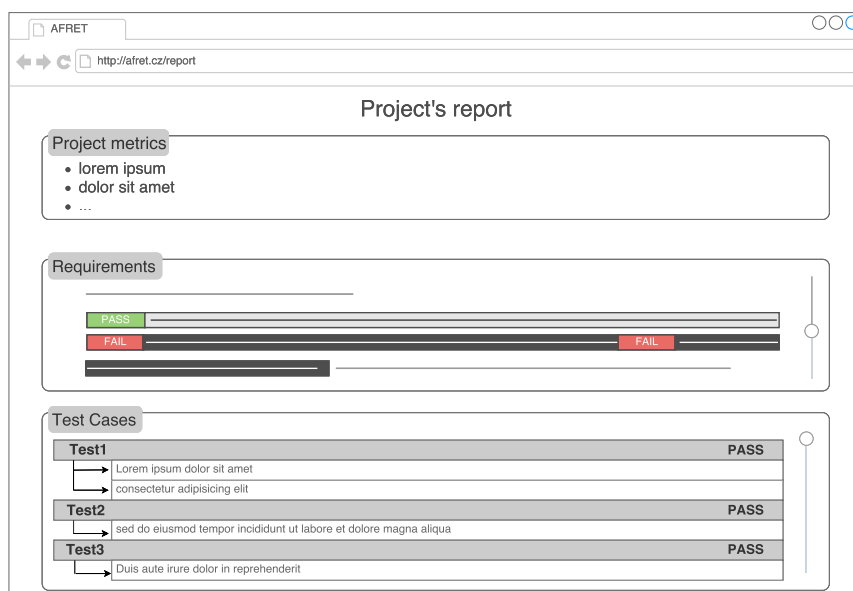 AFRET
http://afret.cz/report
Project's report
Project metrics
• lorem ipsum
• dolor sit amet
• ...
Requirements
PASS
FAIL FAIL
Test Cases
Test1 PASS
Lorem ipsum dolor sit amet
consectetur adipisicing elit
Test2 PASS
sed do eiusmod tempor incididunt ut labore et dolore magna aliqua
Test3 PASS
Duis aute irure dolor in reprehenderit